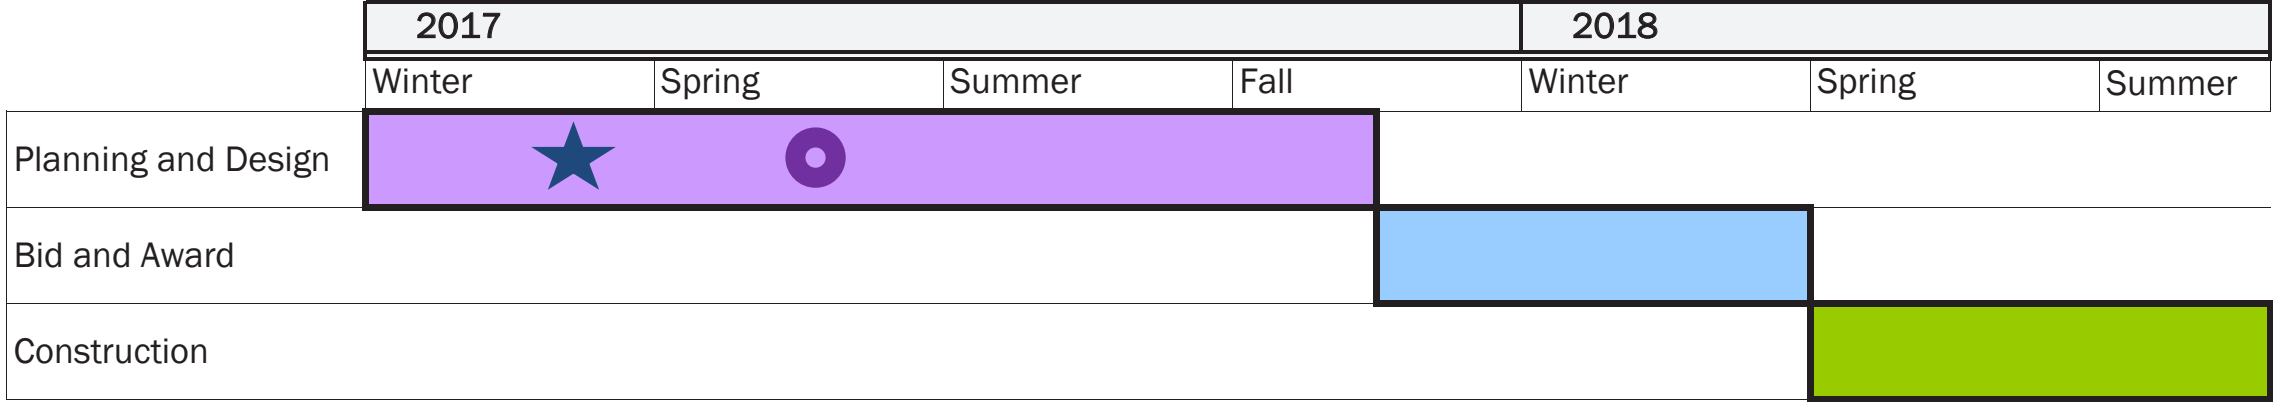 2017 2018
Winter Spring Summer Fall Winter Spring Summer
Planning and Design
Bid and Award
Construction